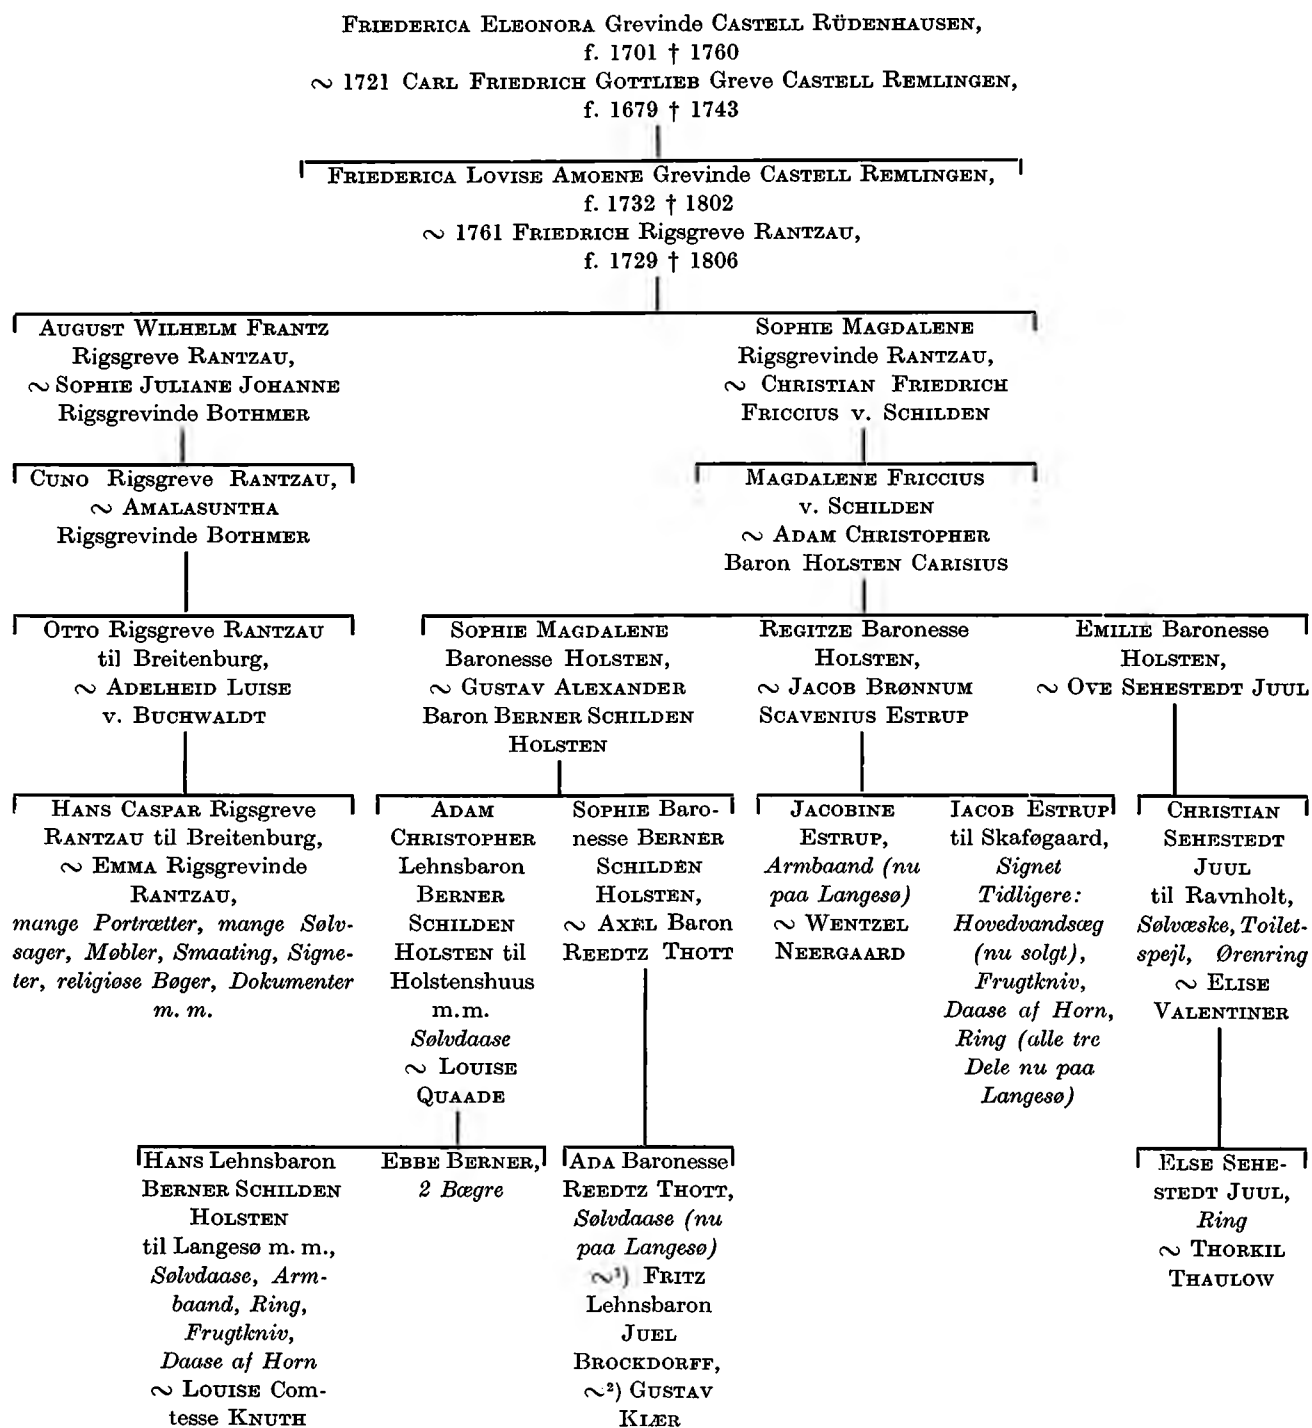 FRIEDERICA ELEONORA Grevinde CASTELL RÜDENHAUSEN,
f. 1701 † 1760
~ 1721 CARL FRIEDRICH GOTTLIEB Greve CASTELL REMLINGEN,
f. 1679 † 1743
FRIEDERICA LOVISE AMOENE Grevinde CASTELL REMLINGEN,
f. 1732 † 1802
~ 1761 FRIEDRICH Rigsgreve RANTZAU,
f. 1729 † 1806
AUGUST WILHELM FRANTZ
Rigsgreve RANTZAU,
~ SOPHIE JULIANE JOHANNE
Rigsgrevinde BOTHMER
SOPHIE MAGDALENE
Rigsgrevinde RANTZAU,
~ CHRISTIAN FRIEDRICH
FRICCIUS v. SCHILDEN
CUNO Rigsgreve RANTZAU,
~ AMALASUNTHA
Rigsgrevinde BOTHMER
MAGDALENE FRICCIUS
v. SCHILDEN
~ ADAM CHRISTOPHER
Baron HOLSTEN CARISIUS
OTTO Rigsgreve RANTZAU
til Breitenburg,
~ ADELHEID LUISE
v. BUCHWALDT
SOPHIE MAGDALENE
Baronesse HOLSTEN,
~ GUSTAV ALEXANDER
Baron BERNER SCHILDEN
HOLSTEN
REGITZE Baronesse
HOLSTEN,
~ JACOB BRØNNUM
SCAVENIUS ESTRUP
EMILIE Baronesse
HOLSTEN,
~ OVE SEHESTEDT JUUL
HANS CASPAR Rigsgreve
RANTZAU til Breitenburg,
~ EMMA Rigsgrevinde
RANTZAU,
mange Portrætter, mange Sølv-
sager, Møbler, Smaating, Signe-
ter, religiøse Bøger, Dokumenter
m. m.
ADAM
CHRISTOPHER
Lehnsbaron
BERNER
SCHILDEN
HOLSTEN til
Holstenshuus
m.m.
Sølvdaase
~ LOUISE
QUAADE
SOPHIE Baro-
nesse BERNER
SCHILDEN
HOLSTEN,
~ AXEL Baron
REEDTZ THOTT
JACOBINE
ESTRUP,
Armbaand (nu
paa Langesø)
~ WENTZEL
NEERGAARD
IACOB ESTRUP
til Skaføgaard,
Signet
Tidligere:
Hovedvandsæg
(nu solgt),
Frugtkniv,
Daase af Horn,
Ring (alle tre
Dele nu paa
Langesø)
CHRISTIAN
SEHESTEDT
JUUL
til Ravnholt,
Sølvæske, Toilet-
spejl, Ørenring
~ ELISE
VALENTINER
HANS Lehnsbaron
BERNER SCHILDEN
HOLSTEN
til Langesø m. m.,
Sølvdaase, Arm-
baand, Ring,
Frugtkniv,
Daase af Horn
~ LOUISE Com-
tesse KNUTH
EBBE BERNER,
2 Bægre
ADA Baronesse
REEDTZ THOTT,
Sølvdaase (nu
paa Langesø)
~¹) FRITZ
Lehnsbaron
JUEL
BROCKDORFF,
~²) GUSTAV
KIÆR
ELSE SEHE-
STEDT JUUL,
Ring
~ THORKIL
THAULOW